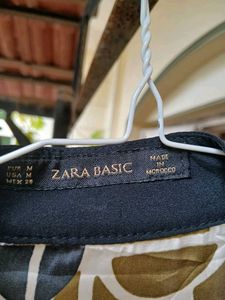 EUR M
USA M
MEX 28
ZARA BASIC
MADE
IN
MOROCCO